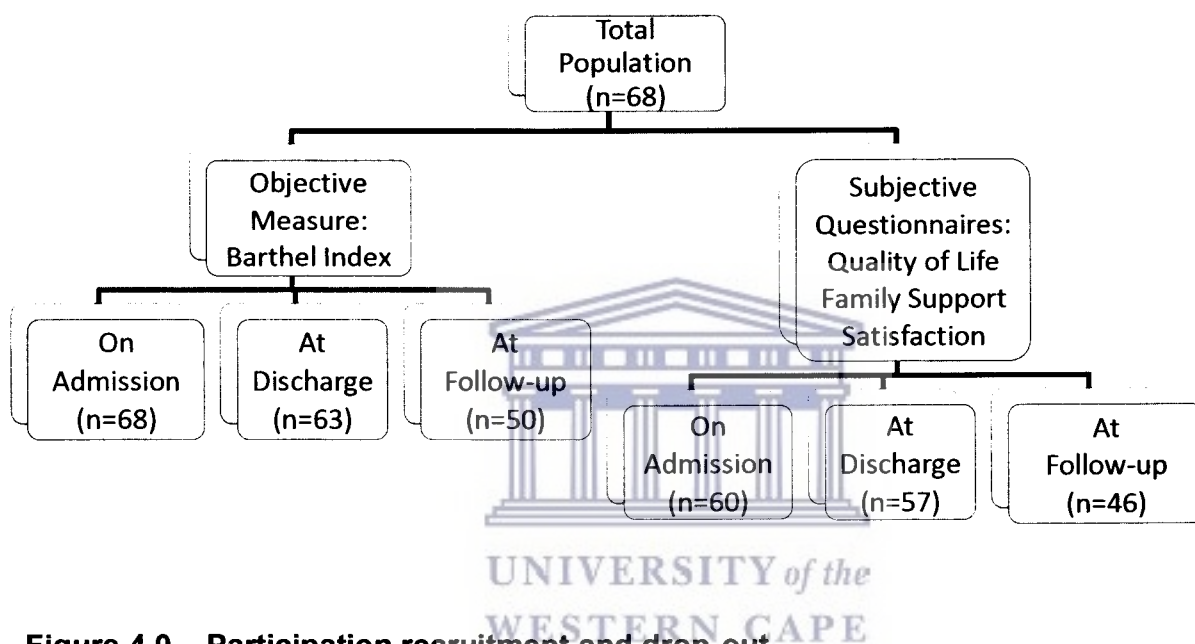 Total
Population
(n=68)
Objective
Measure:
Barthel Index
Subjective
Questionnaires:
Quality of Life
Family Support
Satisfaction
On
Admission
(n=68)
At
Discharge
(n=63)
At
Follow-up
(n=50)
On
Admission
(n=60)
At
Discharge
(n=57)
At
Follow-up
(n=46)
UNIVERSITY of the
WESTERN CAPE
Figure 4.0 Participation recruitment and drop-out